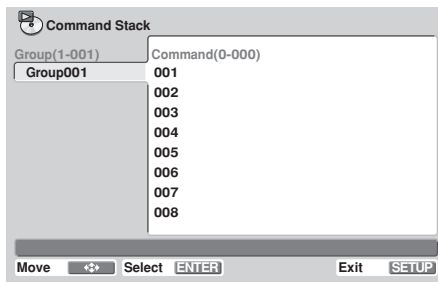 Command Stack
Group(1-001) Command(0-000)
Group001 001
002
003
004
005
006
007
008
Move Select ENTER Exit SETUP